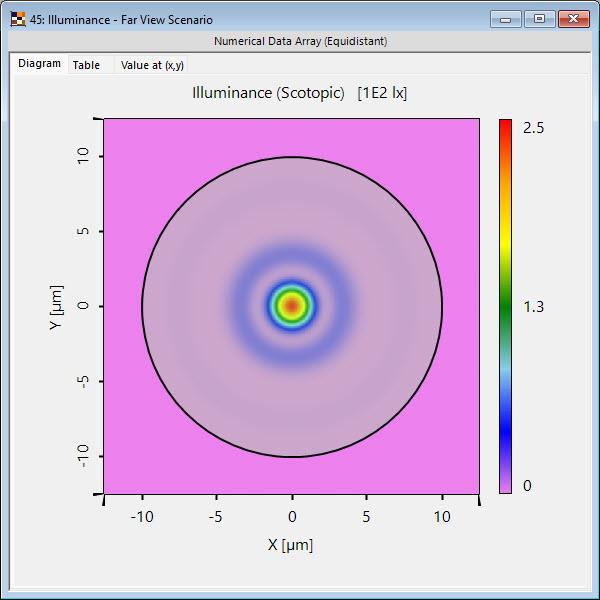 45: Illuminance - Far View Scenario
Numerical Data Array (Equidistant)
Diagram Table Value at (x,y)
Illuminance (Scotopic) [1E2 lx]
2.5
10
5
1.3
0
Y [µm]
-5
-10
0
-10 -5 0 5 10
X [µm]